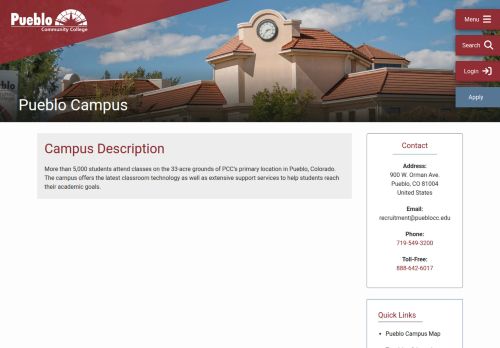 Pueblo
Community College
Menu
Search
Login
Apply
Pueblo Campus
Campus Description
More than 5,000 students attend classes on the 33-acre grounds of PCC's primary location in Pueblo, Colorado.
The campus offers the latest classroom technology as well as extensive support services to help students reach
their academic goals.
Contact
Address:
900 W. Orman Ave.
Pueblo, CO 81004
United States
Email:
recruitment@pueblocc.edu
Phone:
719-549-3200
Toll-Free:
888-642-6017
Quick Links
Pueblo Campus Map